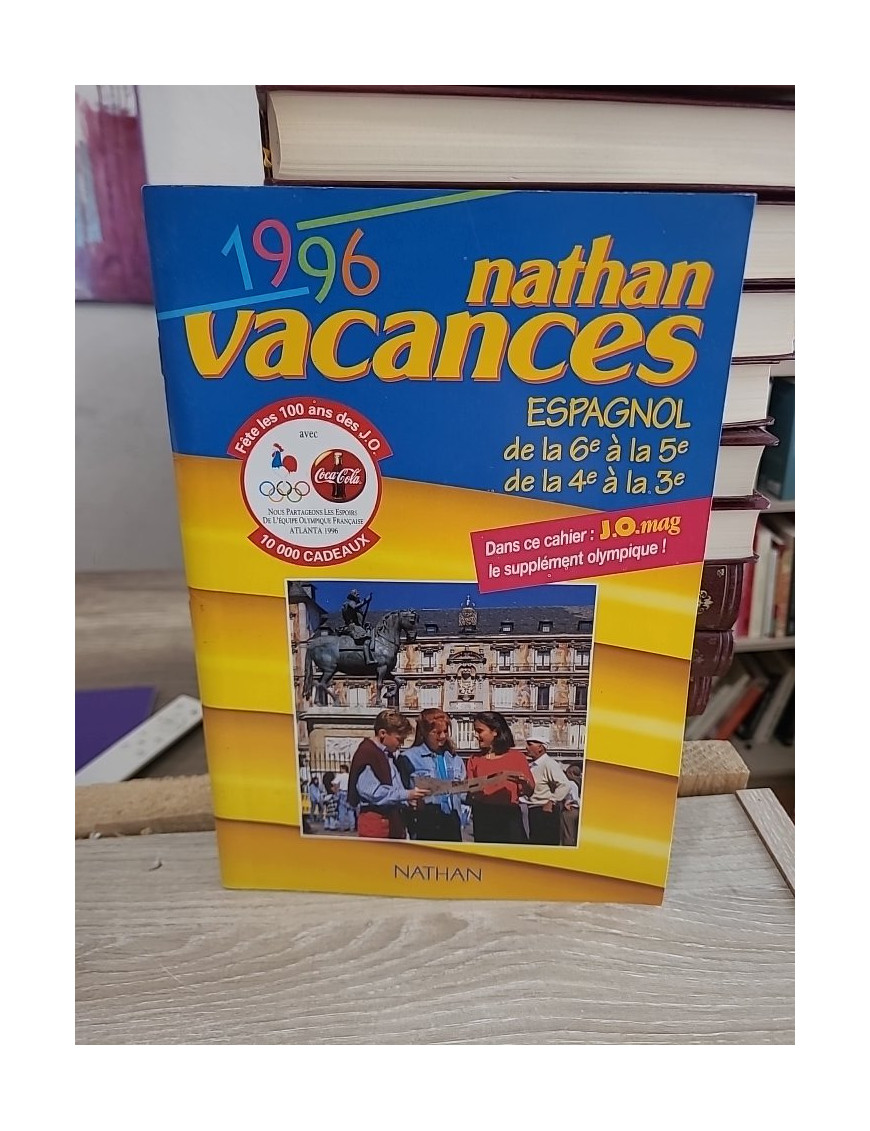 1996
nathan
vacances
ESPAGNOL
de la 6e à la 5e
de la 4e à la 3e
Fête les 100 ans des J.O.
avec
Coca-Cola
NOUS PARTAGEONS LES ESPOIRS
DE L'ÉQUIPE OLYMPIQUE FRANÇAISE
ATLANTA 1996
10 000 CADEAUX
Dans ce cahier : J.O.mag
le supplément olympique !
NATHAN